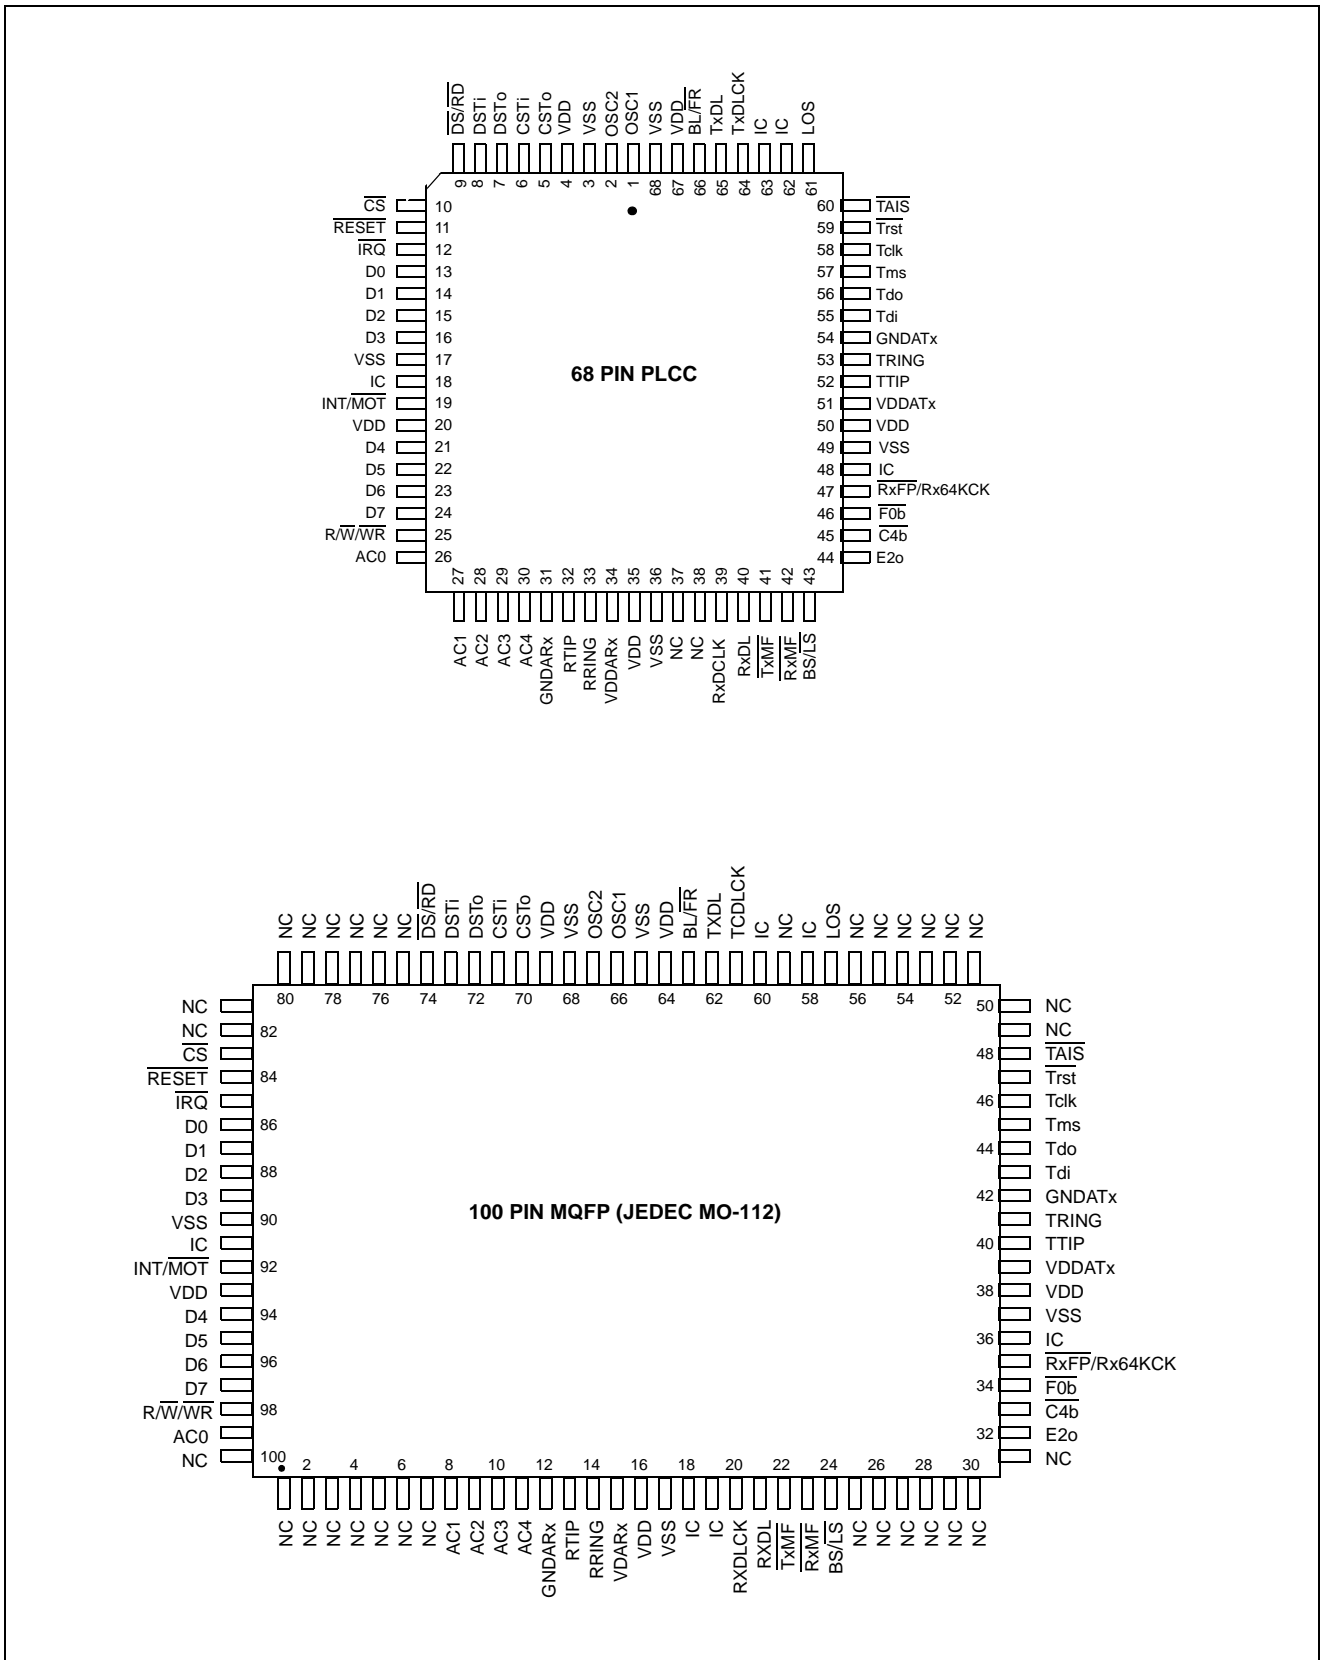 DS/RD DSTi DSTo CSTi CSTo VDD VSS OSC2 OSC1 VSS VDD BL/FR TxDL TxDLCK IC IC LOS
9 8 7 6 5 4 3 2 1 68 67 66 65 64 63 62 61
CS 10 60 TAIS
RESET 11 59 Trst
IRQ 12 58 Tclk
D0 13 57 Tms
D1 14 56 Tdo
D2 15 55 Tdi
D3 16 54 GNDATx
VSS 17 53 TRING
68 PIN PLCC
IC 18 52 TTIP
INT/MOT 19 51 VDDATx
VDD 20 50 VDD
D4 21 49 VSS
D5 22 48 IC
D6 23 47 RxFP/Rx64KCK
D7 24 46 F0b
R/W/WR 25 45 C4b
AC0 26 44 E2o
27 28 29 30 31 32 33 34 35 36 37 38 39 40 41 42 43
AC1 AC2 AC3 AC4 GNDARx RTIP RRING VDDARx VDD VSS NC NC RxDCLK RxDL TxMF RxMF BS/LS
NC NC NC NC NC NC DS/RD DSTi DSTo CSTi CSTo VDD VSS OSC2 OSC1 VSS VDD BL/FR TXDL TCDLCK IC NC IC LOS NC NC NC NC NC NC
80 78 76 74 72 70 68 66 64 62 60 58 56 54 52
NC 50 NC
NC 82 NC
CS 48 TAIS
RESET 84 Trst
IRQ 46 Tclk
D0 86 Tms
D1 44 Tdo
D2 88 Tdi
D3 42 GNDATx
100 PIN MQFP (JEDEC MO-112)
VSS 90 TRING
IC 40 TTIP
INT/MOT 92 VDDATx
VDD 38 VDD
D4 94 VSS
D5 36 IC
D6 96 RxFP/Rx64KCK
D7 34 F0b
R/W/WR 98 C4b
AC0 32 E2o
NC 100 NC
2 4 6 8 10 12 14 16 18 20 22 24 26 28 30
NC NC NC NC NC NC NC AC1 AC2 AC3 AC4 GNDARx RTIP RRING VDARx VDD VSS IC IC RXDLCK RXDL TxMF RxMF BS/LS NC NC NC NC NC NC